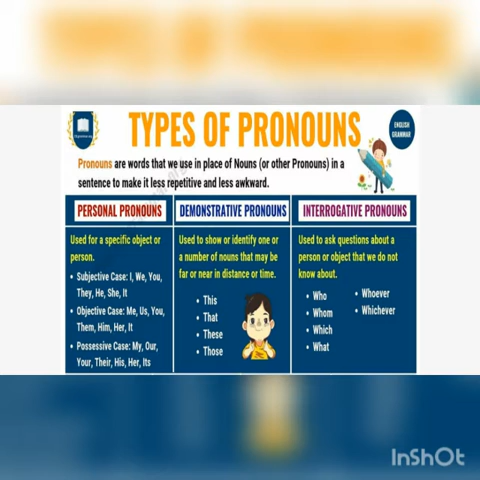 TYPES OF PRONOUNS
ENGLISH
GRAMMAR
Pronouns are words that we use in place of Nouns (or other Pronouns) in a
sentence to make it less repetitive and less awkward.
PERSONAL PRONOUNS
Used for a specific object or
person.
• Subjective Case: I, We, You,
They, He, She, It
• Objective Case: Me, Us, You,
Them, Him, Her, It
• Possessive Case: My, Our,
Your, Their, His, Her, Its
DEMONSTRATIVE PRONOUNS
Used to show or identify one or
a number of nouns that may be
far or near in distance or time.
• This
• That
• These
• Those
INTERROGATIVE PRONOUNS
Used to ask questions about a
person or object that we do not
know about.
• Who
• Whom
• Which
• What
• Whoever
• Whichever
InShOt